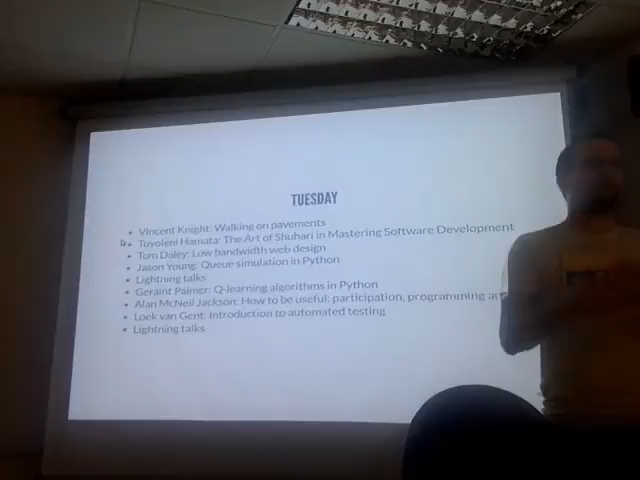 TUESDAY
Vincent Knight: Walking on pavements
Tuyoleni Hamata: The Art of Shuhari in Mastering Software Development
Tom Daley: Low bandwidth web design
Jason Young: Queue simulation in Python
Lightning talks
Geraint Palmer: Q-learning algorithms in Python
Alan McNeil Jackson: How to be useful: participation, programming
Loek van Gent: Introduction to automated testing
Lightning talks